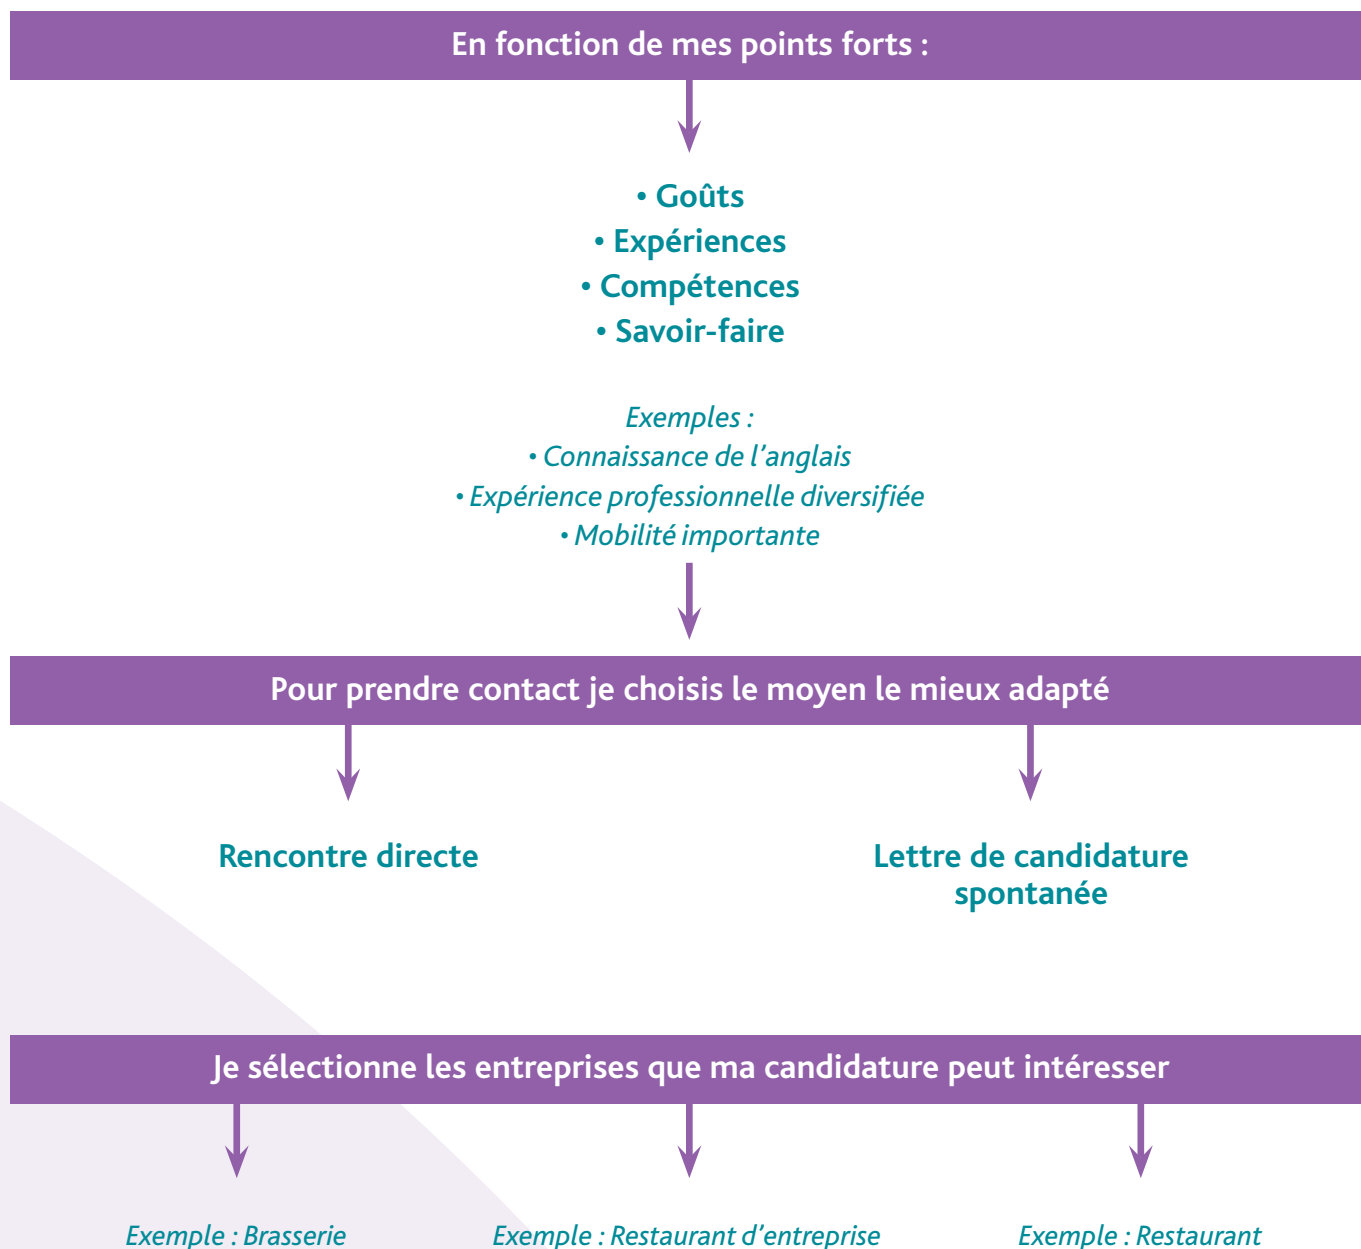 En fonction de mes points forts :
• Goûts
• Expériences
• Compétences
• Savoir-faire
Exemples :
• Connaissance de l'anglais
• Expérience professionnelle diversifiée
• Mobilité importante
Pour prendre contact je choisis le moyen le mieux adapté
Rencontre directe
Lettre de candidature
spontanée
Je sélectionne les entreprises que ma candidature peut intéresser
Exemple : Brasserie
Exemple : Restaurant d'entreprise
Exemple : Restaurant